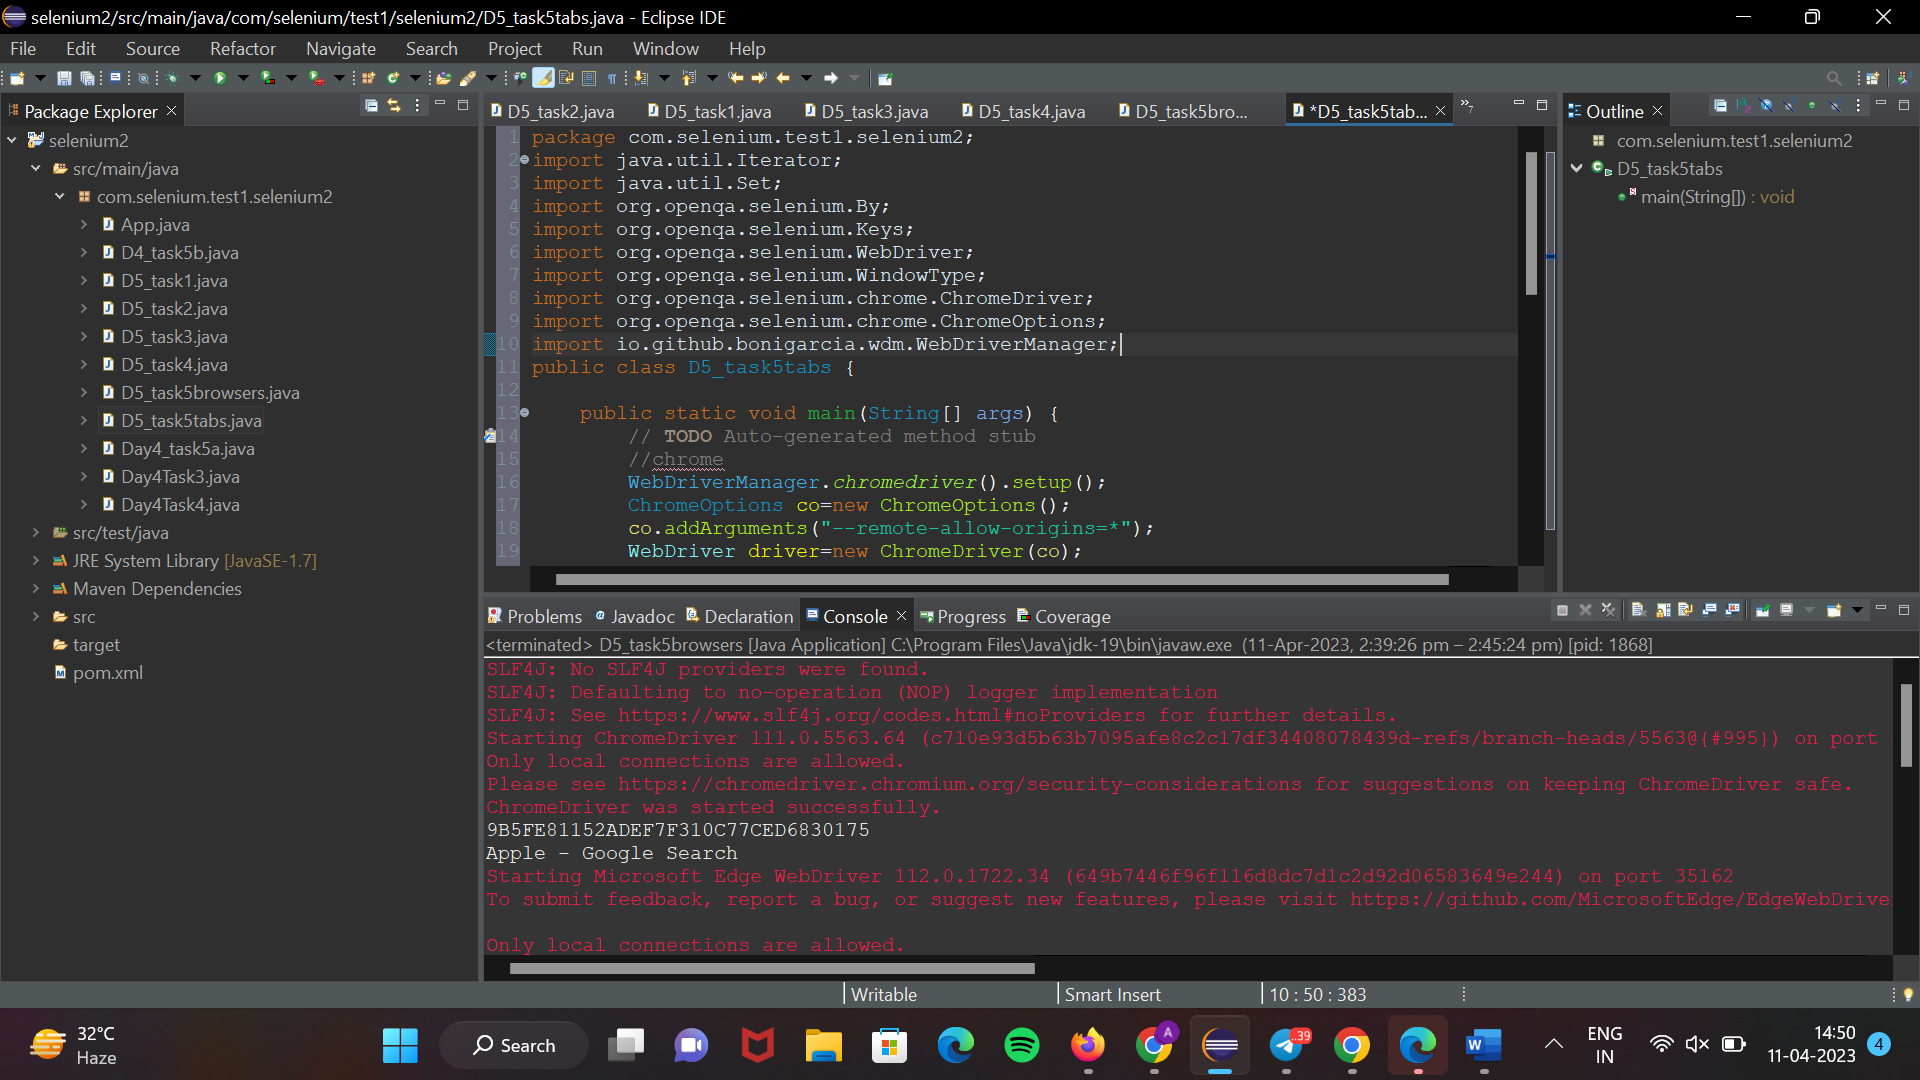 selenium2/src/main/java/com/selenium/test1/selenium2/D5_task5tabs.java - Eclipse IDE
File Edit Source Refactor Navigate Search Project Run Window Help
Package Explorer
selenium2
src/main/java
com.selenium.test1.selenium2
App.java
D4_task5b.java
D5_task1.java
D5_task2.java
D5_task3.java
D5_task4.java
D5_task5browsers.java
D5_task5tabs.java
Day4_task5a.java
Day4Task3.java
Day4Task4.java
src/test/java
JRE System Library [JavaSE-1.7]
Maven Dependencies
src
target
pom.xml
D5_task2.java D5_task1.java D5_task3.java D5_task4.java D5_task5bro... *D5_task5tab... »7
1 package com.selenium.test1.selenium2;
2 import java.util.Iterator;
3 import java.util.Set;
4 import org.openqa.selenium.By;
5 import org.openqa.selenium.Keys;
6 import org.openqa.selenium.WebDriver;
7 import org.openqa.selenium.WindowType;
8 import org.openqa.selenium.chrome.ChromeDriver;
9 import org.openqa.selenium.chrome.ChromeOptions;
10 import io.github.bonigarcia.wdm.WebDriverManager;
11 public class D5_task5tabs {
12
13 public static void main(String[] args) {
14 // TODO Auto-generated method stub
15 //chrome
16 WebDriverManager.chromedriver().setup();
17 ChromeOptions co=new ChromeOptions();
18 co.addArguments("--remote-allow-origins=*");
19 WebDriver driver=new ChromeDriver(co);
Outline
com.selenium.test1.selenium2
D5_task5tabs
main(String[]) : void
Problems Javadoc Declaration Console Progress Coverage
<terminated> D5_task5browsers [Java Application] C:\Program Files\Java\jdk-19\bin\javaw.exe (11-Apr-2023, 2:39:26 pm – 2:45:24 pm) [pid: 1868]
SLF4J: No SLF4J providers were found.
SLF4J: Defaulting to no-operation (NOP) logger implementation
SLF4J: See https://www.slf4j.org/codes.html#noProviders for further details.
Starting ChromeDriver 111.0.5563.64 (c710e93d5b63b7095afe8c2c17df34408078439d-refs/branch-heads/5563@{#995}) on port
Only local connections are allowed.
Please see https://chromedriver.chromium.org/security-considerations for suggestions on keeping ChromeDriver safe.
ChromeDriver was started successfully.
9B5FE81152ADEF7F310C77CED6830175
Apple - Google Search
Starting Microsoft Edge WebDriver 112.0.1722.34 (649b7446f96f116d8dc7d1c2d92d06583649e244) on port 35162
To submit feedback, report a bug, or suggest new features, please visit https://github.com/MicrosoftEdge/EdgeWebDrive
Only local connections are allowed.
Writable Smart Insert 10 : 50 : 383
32°C
Haze
Search
A
39
ENG
IN
14:50
11-04-2023
4